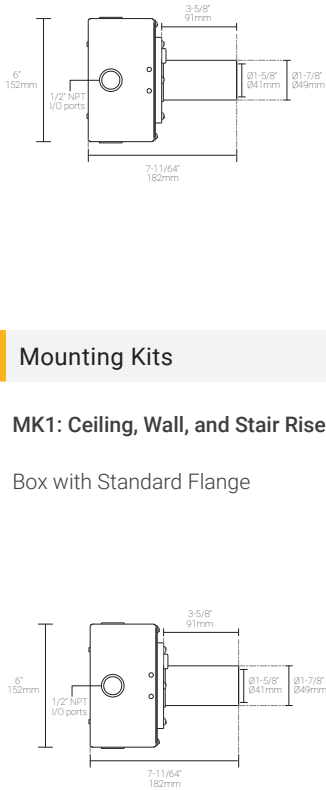 3-5/8"
91mm
6"
152mm
1/2" NPT
I/O ports
Ø1-5/8"
Ø41mm
Ø1-7/8"
Ø49mm
7-11/64"
182mm
Mounting Kits
MK1: Ceiling, Wall, and Stair Rise
Box with Standard Flange
3-5/8"
91mm
6"
152mm
1/2" NPT
I/O ports
Ø1-5/8"
Ø41mm
Ø1-7/8"
Ø49mm
7-11/64"
182mm